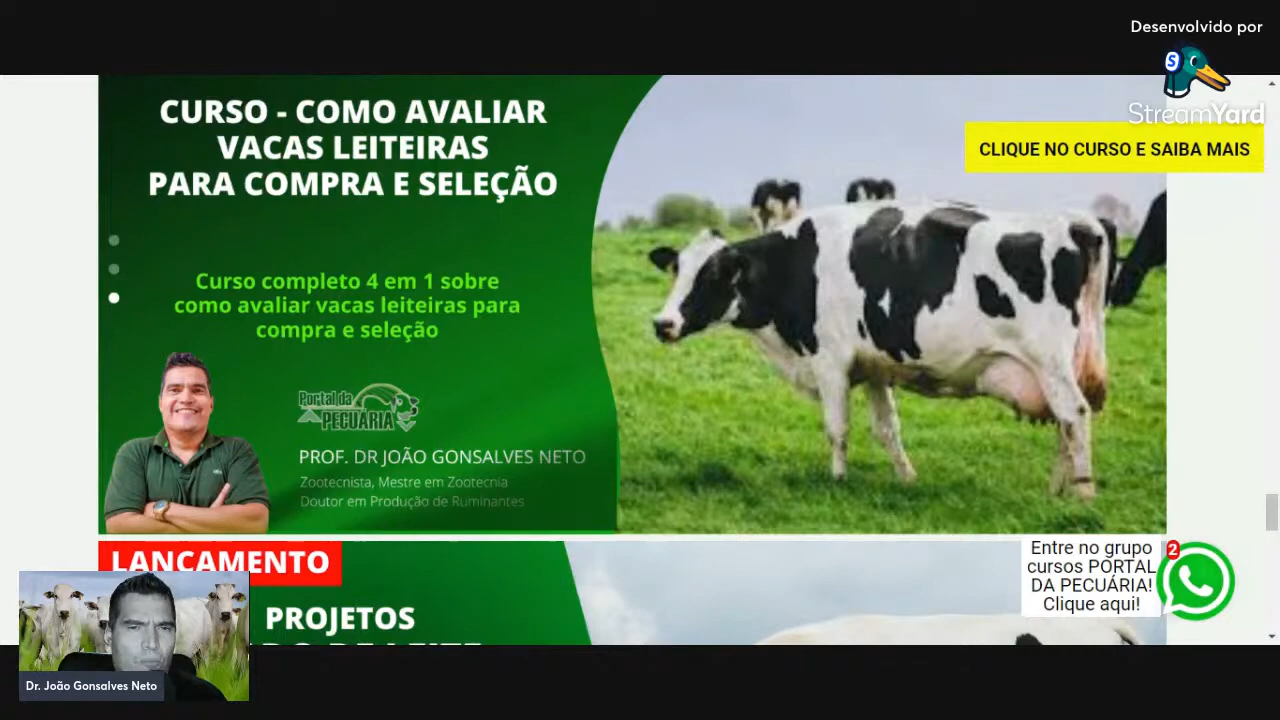 Desenvolvido por
StreamYard
CURSO - COMO AVALIAR
VACAS LEITEIRAS
PARA COMPRA E SELEÇÃO
CLIQUE NO CURSO E SAIBA MAIS
Curso completo 4 em 1 sobre
como avaliar vacas leiteiras para
compra e seleção
Portal da
PECUÁRIA
PROF. DR JOÃO GONSALVES NETO
Zootecnista, Mestre em Zootecnia
Doutor em Produção de Ruminantes
LANÇAMENTO
PROJETOS
Entre no grupo
cursos PORTAL
DA PECUÁRIA!
Clique aqui!
2
Dr. João Gonsalves Neto